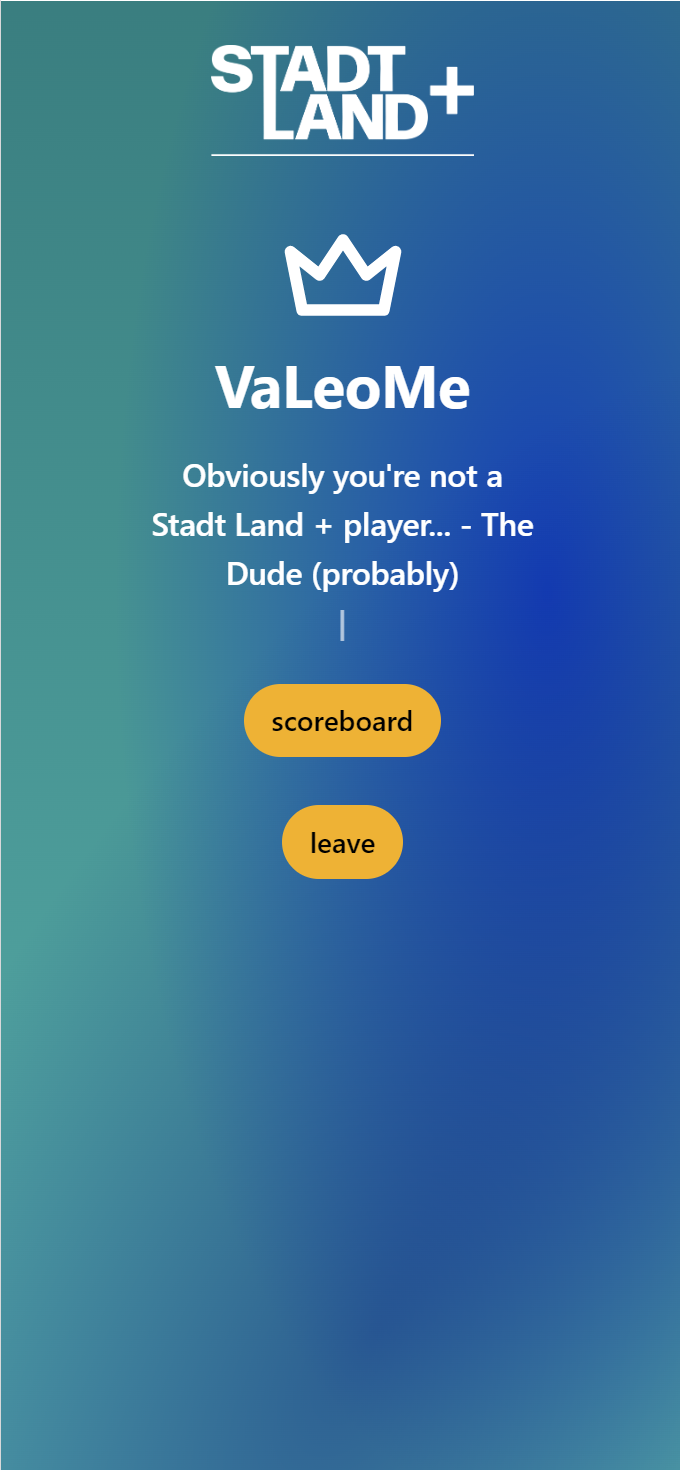 STADT
LAND+
VaLeoMe
Obviously you're not a
Stadt Land + player... - The
Dude (probably)
scoreboard
leave